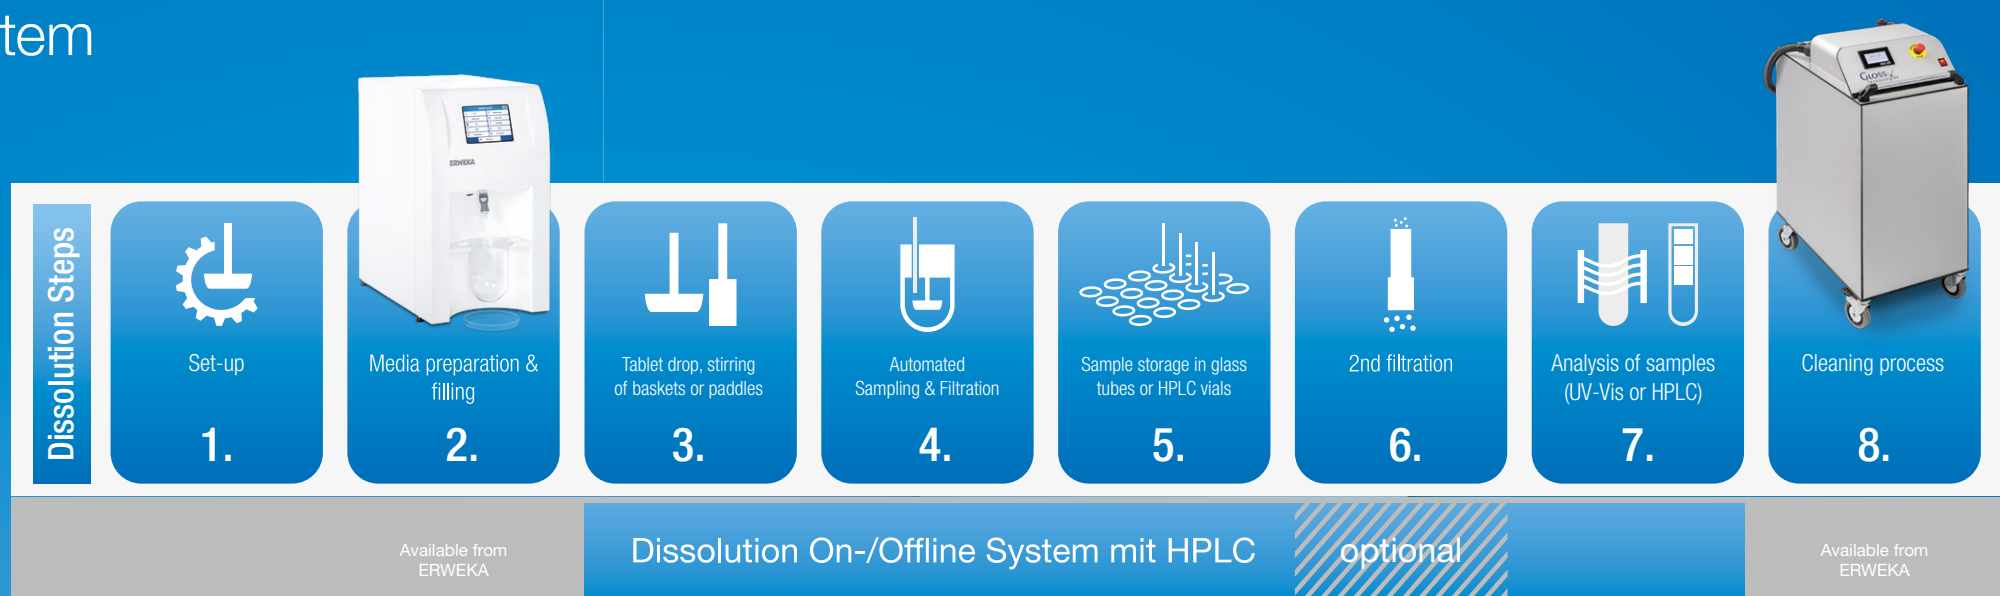 tem
ERWEKA
GLOSS
Dissolution Steps
Set-up
1.
Media preparation &
filling
2.
Tablet drop, stirring
of baskets or paddles
3.
Automated
Sampling & Filtration
4.
Sample storage in glass
tubes or HPLC vials
5.
2nd filtration
6.
Analysis of samples
(UV-Vis or HPLC)
7.
Cleaning process
8.
Available from
ERWEKA
Dissolution On-/Offline System mit HPLC
optional
Available from
ERWEKA